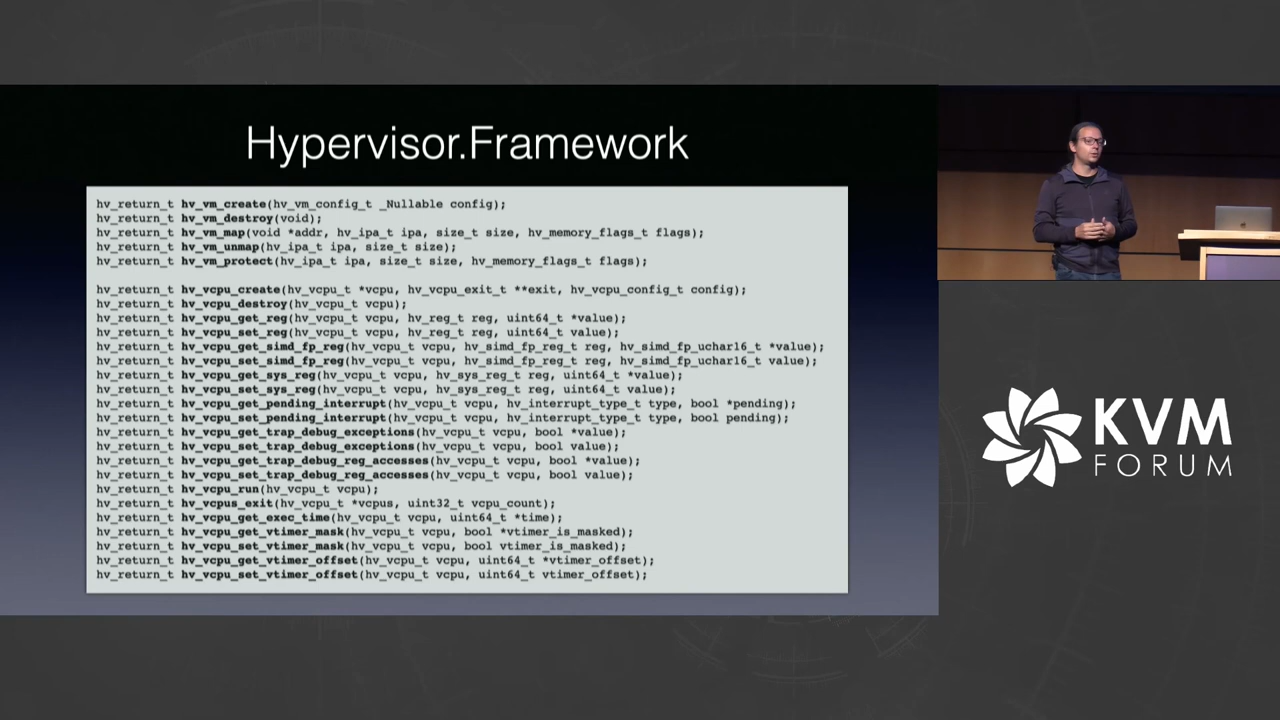 Hypervisor.Framework
hv_return_t hv_vm_create(hv_vm_config_t _Nullable config);
hv_return_t hv_vm_destroy(void);
hv_return_t hv_vm_map(void *addr, hv_ipa_t ipa, size_t size, hv_memory_flags_t flags);
hv_return_t hv_vm_unmap(hv_ipa_t ipa, size_t size);
hv_return_t hv_vm_protect(hv_ipa_t ipa, size_t size, hv_memory_flags_t flags);
hv_return_t hv_vcpu_create(hv_vcpu_t *vcpu, hv_vcpu_exit_t **exit, hv_vcpu_config_t config);
hv_return_t hv_vcpu_destroy(hv_vcpu_t vcpu);
hv_return_t hv_vcpu_get_reg(hv_vcpu_t vcpu, hv_reg_t reg, uint64_t *value);
hv_return_t hv_vcpu_set_reg(hv_vcpu_t vcpu, hv_reg_t reg, uint64_t value);
hv_return_t hv_vcpu_get_simd_fp_reg(hv_vcpu_t vcpu, hv_simd_fp_reg_t reg, hv_simd_fp_uchar16_t *value);
hv_return_t hv_vcpu_set_simd_fp_reg(hv_vcpu_t vcpu, hv_simd_fp_reg_t reg, hv_simd_fp_uchar16_t value);
hv_return_t hv_vcpu_get_sys_reg(hv_vcpu_t vcpu, hv_sys_reg_t reg, uint64_t *value);
hv_return_t hv_vcpu_set_sys_reg(hv_vcpu_t vcpu, hv_sys_reg_t reg, uint64_t value);
hv_return_t hv_vcpu_get_pending_interrupt(hv_vcpu_t vcpu, hv_interrupt_type_t type, bool *pending);
hv_return_t hv_vcpu_set_pending_interrupt(hv_vcpu_t vcpu, hv_interrupt_type_t type, bool pending);
hv_return_t hv_vcpu_get_trap_debug_exceptions(hv_vcpu_t vcpu, bool *value);
hv_return_t hv_vcpu_set_trap_debug_exceptions(hv_vcpu_t vcpu, bool value);
hv_return_t hv_vcpu_get_trap_debug_reg_accesses(hv_vcpu_t vcpu, bool *value);
hv_return_t hv_vcpu_set_trap_debug_reg_accesses(hv_vcpu_t vcpu, bool value);
hv_return_t hv_vcpu_run(hv_vcpu_t vcpu);
hv_return_t hv_vcpus_exit(hv_vcpu_t *vcpus, uint32_t vcpu_count);
hv_return_t hv_vcpu_get_exec_time(hv_vcpu_t vcpu, uint64_t *time);
hv_return_t hv_vcpu_get_vtimer_mask(hv_vcpu_t vcpu, bool *vtimer_is_masked);
hv_return_t hv_vcpu_set_vtimer_mask(hv_vcpu_t vcpu, bool vtimer_is_masked);
hv_return_t hv_vcpu_get_vtimer_offset(hv_vcpu_t vcpu, uint64_t *vtimer_offset);
hv_return_t hv_vcpu_set_vtimer_offset(hv_vcpu_t vcpu, uint64_t vtimer_offset);
KVM
FORUM